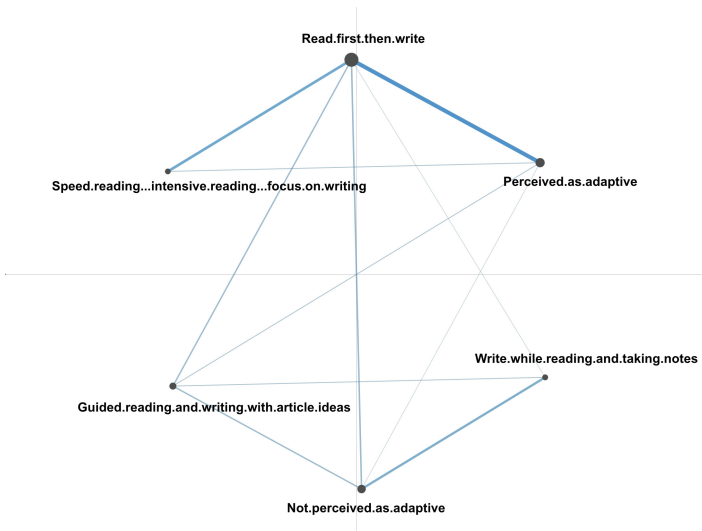 Read.first.then.write
Speed.reading...intensive.reading...focus.on.writing
Perceived.as.adaptive
Write.while.reading.and.taking.notes
Guided.reading.and.writing.with.article.ideas
Not.perceived.as.adaptive